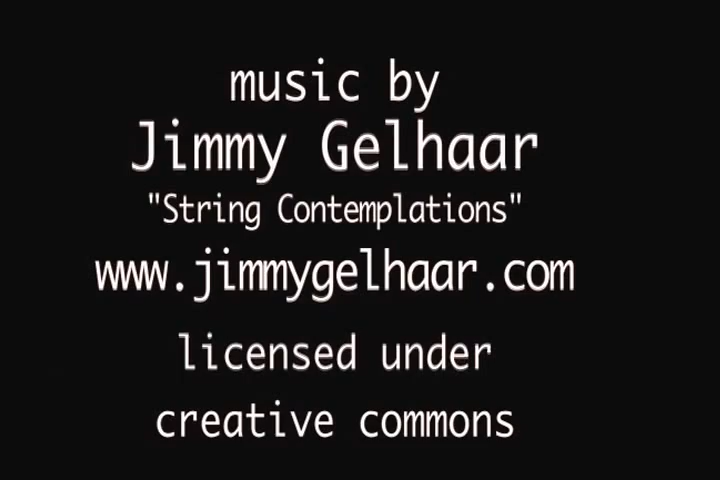 music by
Jimmy Gelhaar
"String Contemplations"
www.jimmygelhaar.com
licensed under
creative commons